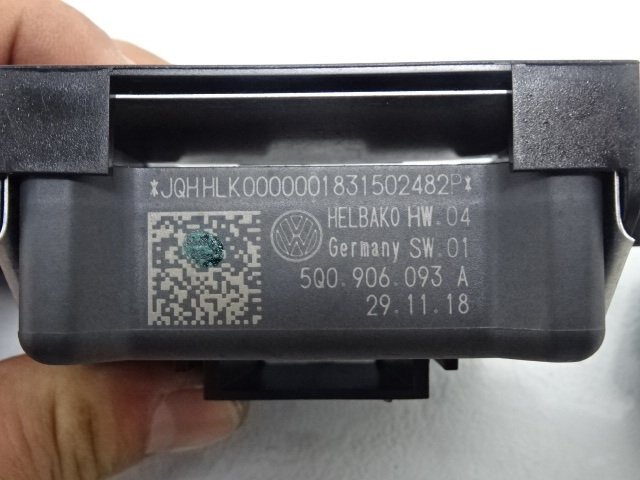 *JQHHLK0000001831502482P*
HELBAKO HW.04
Germany SW.01
5Q0.906.093 A
29.11.18